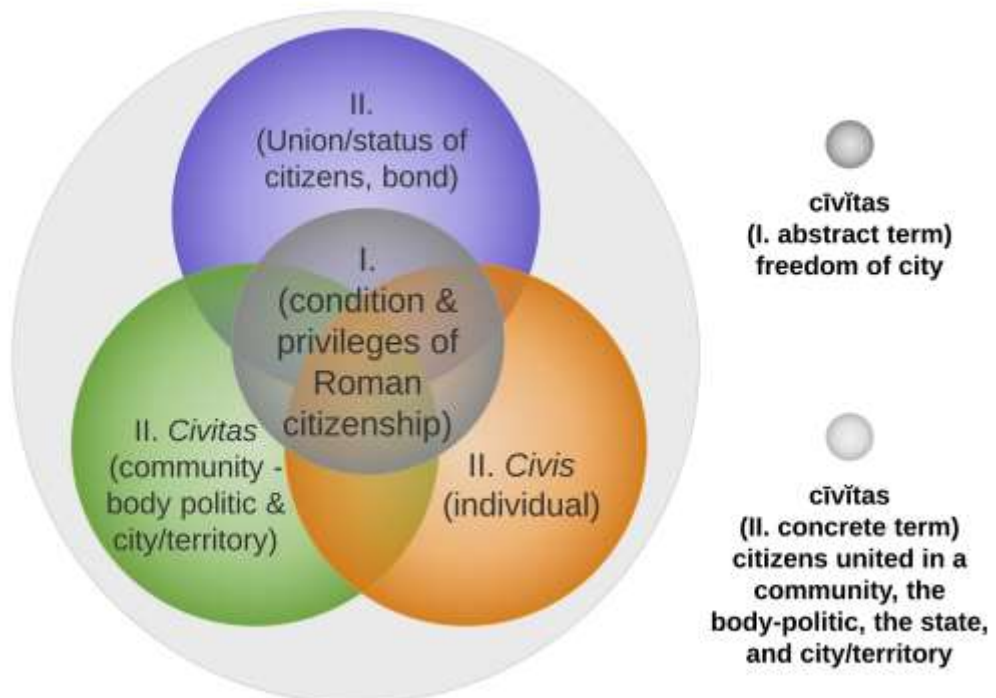 II.
(Union/status of
citizens, bond)
I.
(condition &
privileges of
Roman
citizenship)
II. Civitas
(community -
body politic &
city/territory)
II. Civis
(individual)
cīvĭtas
(I. abstract term)
freedom of city
cīvĭtas
(II. concrete term)
citizens united in a
community, the
body-politic, the state,
and city/territory